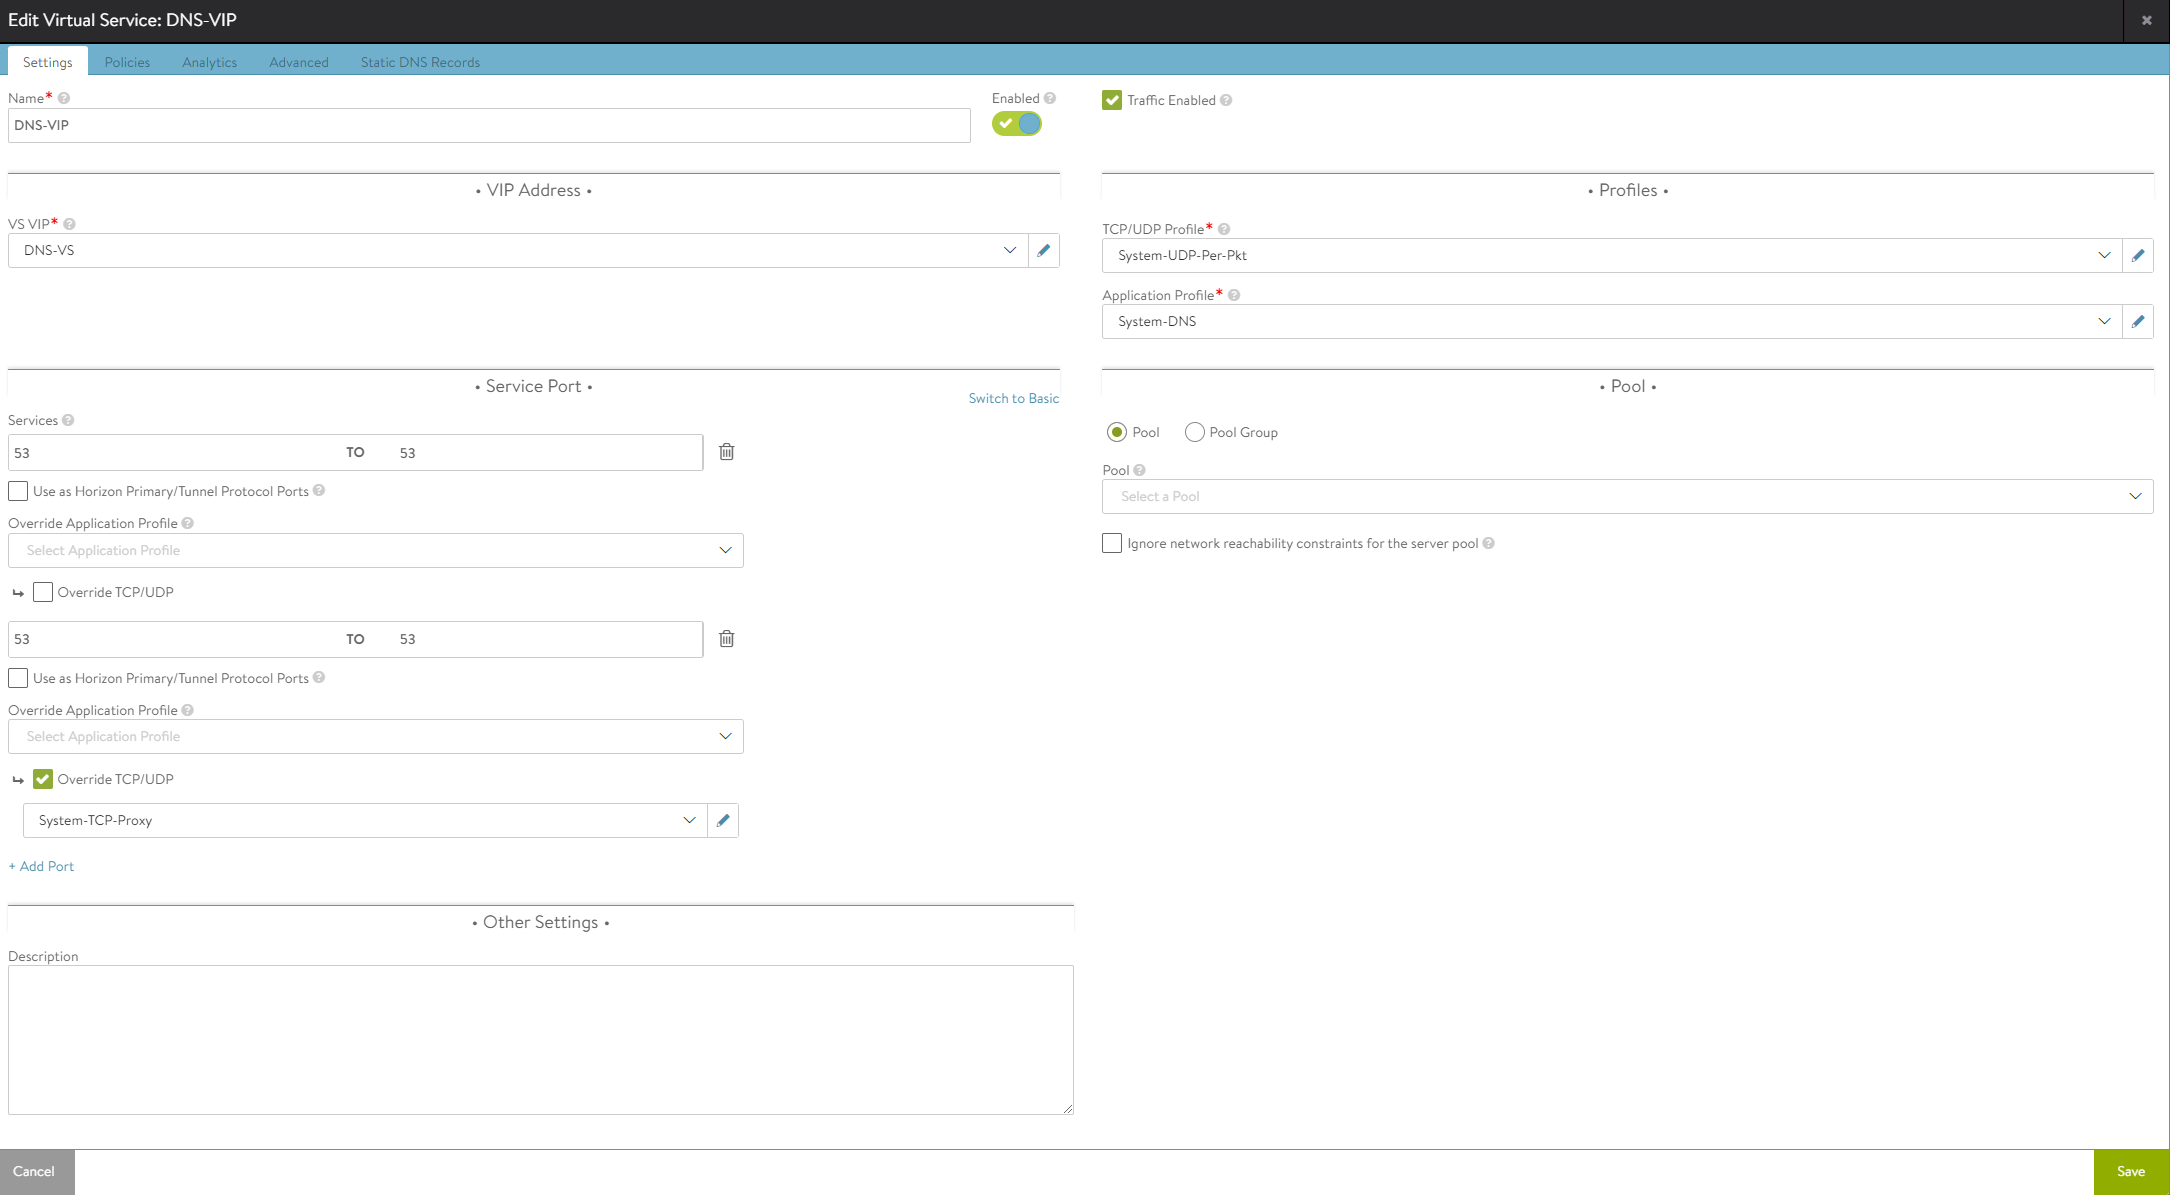 Edit Virtual Service: DNS-VIP
Settings Policies Analytics Advanced Static DNS Records
Name*
DNS-VIP
Enabled
Traffic Enabled
• VIP Address •
VS VIP*
DNS-VS
• Profiles •
TCP/UDP Profile*
System-UDP-Per-Pkt
Application Profile*
System-DNS
• Service Port •
Switch to Basic
Services
53 TO 53
Use as Horizon Primary/Tunnel Protocol Ports
Override Application Profile
Select Application Profile
Override TCP/UDP
53 TO 53
Use as Horizon Primary/Tunnel Protocol Ports
Override Application Profile
Select Application Profile
Override TCP/UDP
System-TCP-Proxy
+ Add Port
• Pool •
Pool Pool Group
Pool
Select a Pool
Ignore network reachability constraints for the server pool
• Other Settings •
Description
Cancel
Save